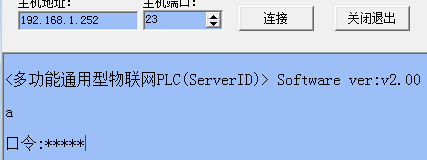 主机地址: 主机端口:
192.168.1.252 23 连接 关闭退出
<多功能通用型物联网PLC(ServerID)> Software ver:v2.00
a
口令:*****